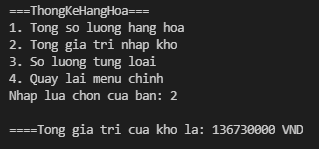 ===ThongKeHangHoa===
1. Tong so luong hang hoa
2. Tong gia tri nhap kho
3. So luong tung loai
4. Quay lai menu chinh
Nhap lua chon cua ban: 2
====Tong gia tri cua kho la: 136730000 VND